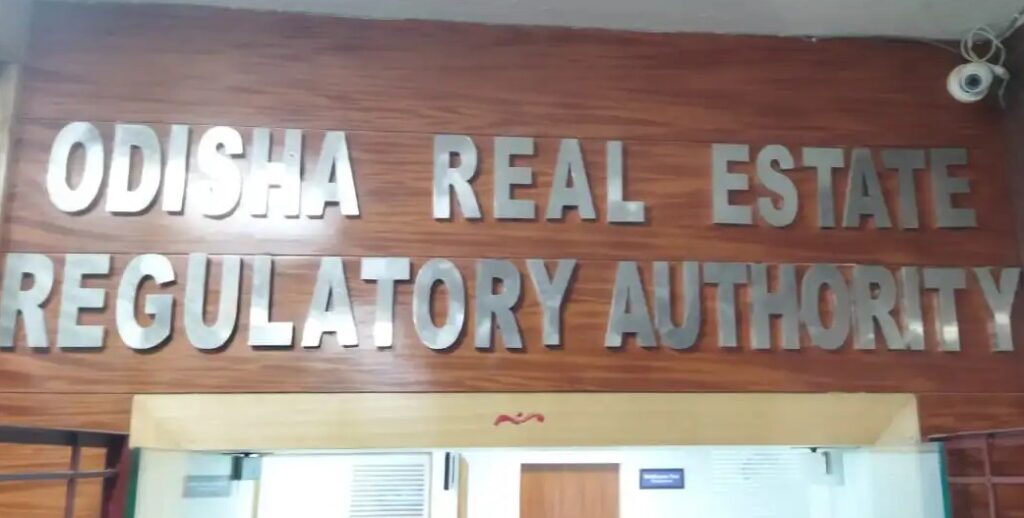 ODISHA REAL ESTATE
REGULATORY AUTHORITY